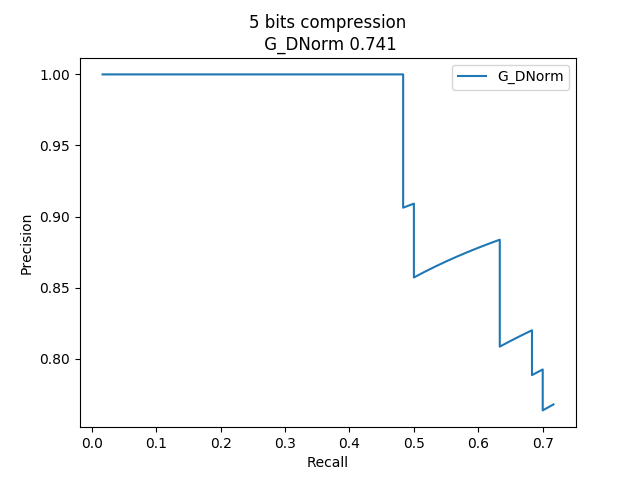 5 bits compression
G_DNorm 0.741
G_DNorm
1.00
0.95
0.90
0.85
0.80
Precision
0.0 0.1 0.2 0.3 0.4 0.5 0.6 0.7
Recall